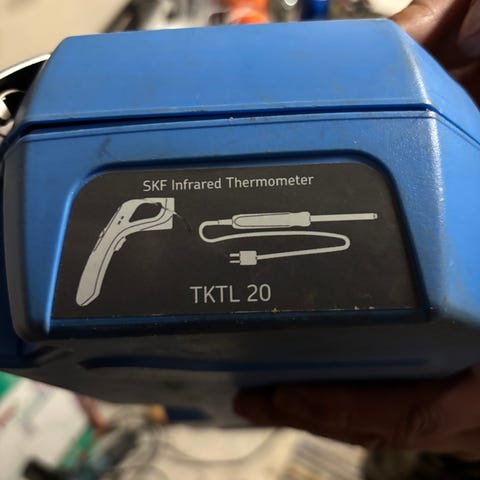 SKF Infrared Thermometer
TKTL 20